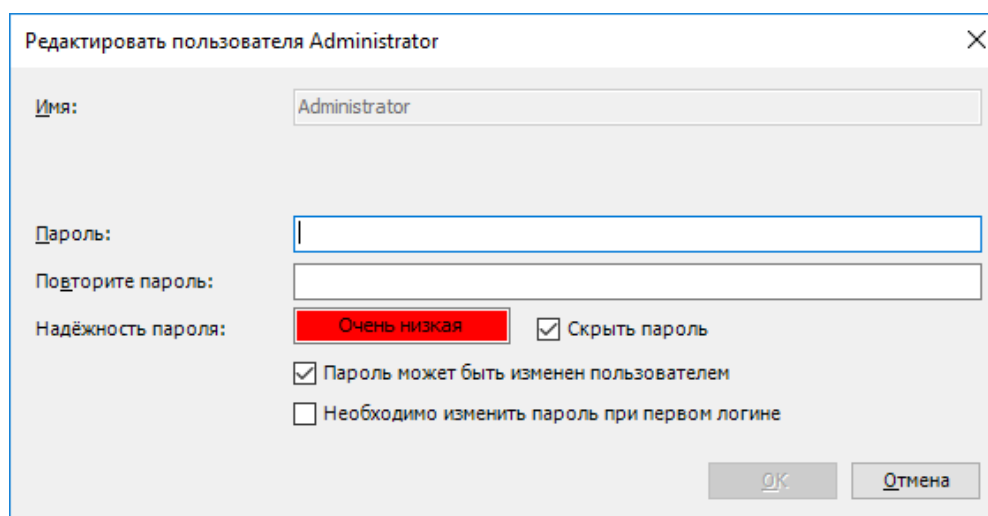 Редактировать пользователя Administrator
Имя: Administrator
Пароль:
Повторите пароль:
Надёжность пароля: Очень низкая Скрыть пароль
Пароль может быть изменен пользователем
Необходимо изменить пароль при первом логине
OK Отмена